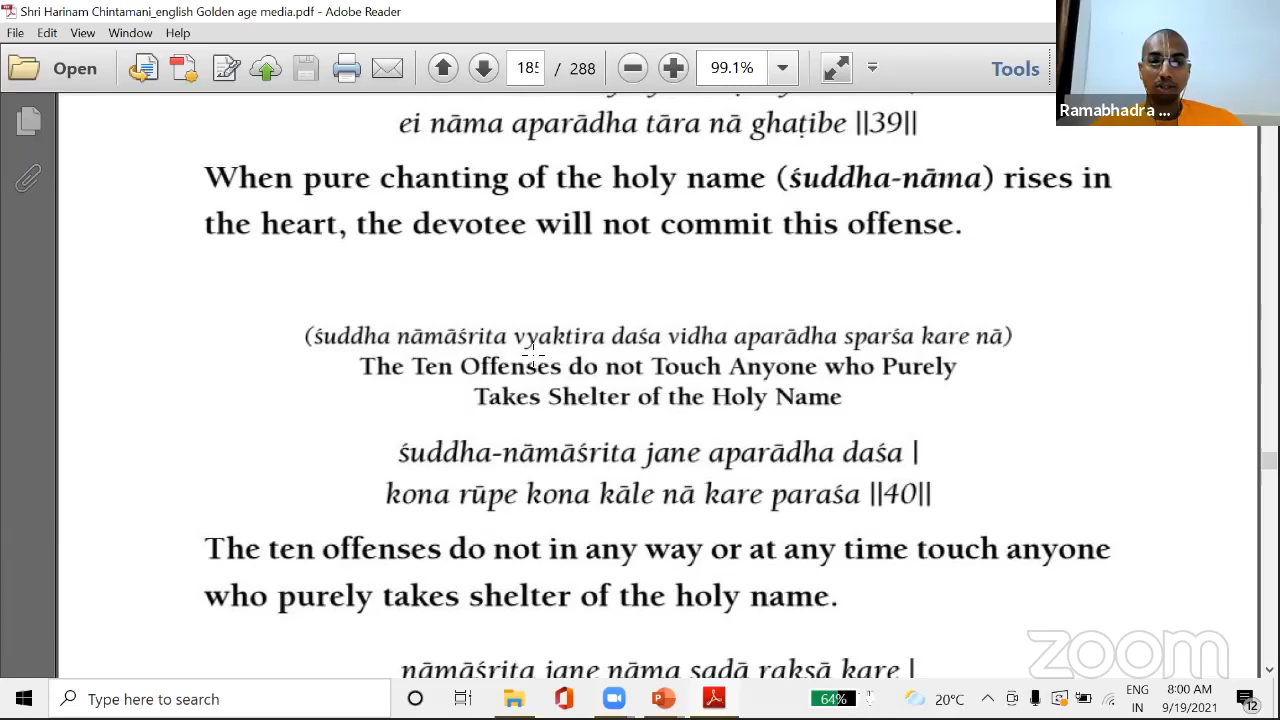 Shri Harinam Chintamani_english Golden age media.pdf - Adobe Reader
File Edit View Window Help
Open 185 / 288 99.1% Tools
Ramabhadra ...
ei nāma aparādha tāra nā ghaṭibe ||39||
When pure chanting of the holy name (śuddha-nāma) rises in
the heart, the devotee will not commit this offense.
(śuddha nāmāśrita vyaktira daśa vidha aparādha sparśa kare nā)
The Ten Offenses do not Touch Anyone who Purely
Takes Shelter of the Holy Name
śuddha-nāmāśrita jane aparādha daśa |
kona rūpe kona kāle nā kare paraśa ||40||
The ten offenses do not in any way or at any time touch anyone
who purely takes shelter of the holy name.
nāmāśrita jane nāma sadā rakṣā kare |
zoom
Type here to search 64% 20°C ENG 8:00 AM
IN 9/19/2021 12